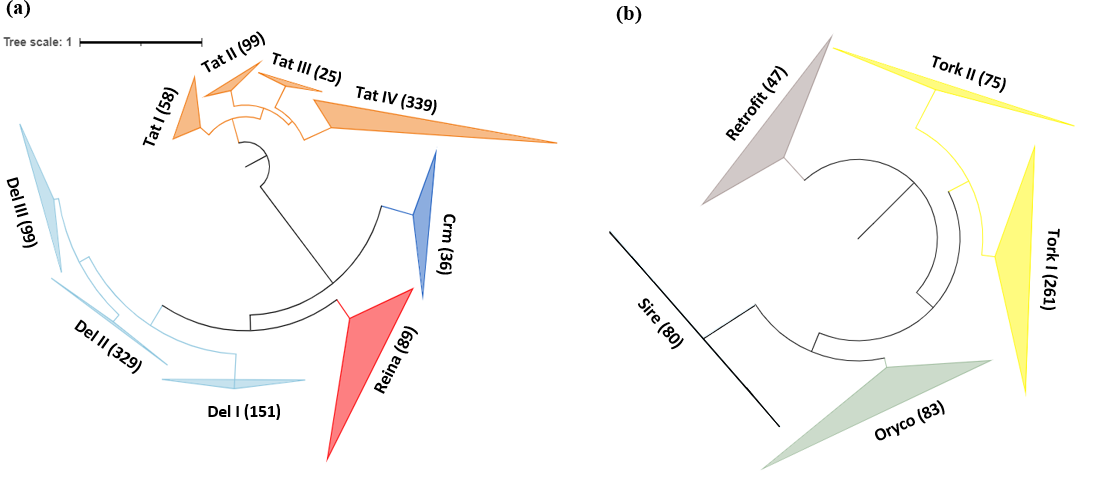 (a)
Tree scale: 1
Tat I (58)
Tat II (99)
Tat III (25)
Tat IV (339)
Crm (36)
Reina (89)
Del I (151)
Del II (329)
Del III (99)
(b)
Retrofit (47)
Tork II (75)
Tork I (261)
Oryco (83)
Sire (80)